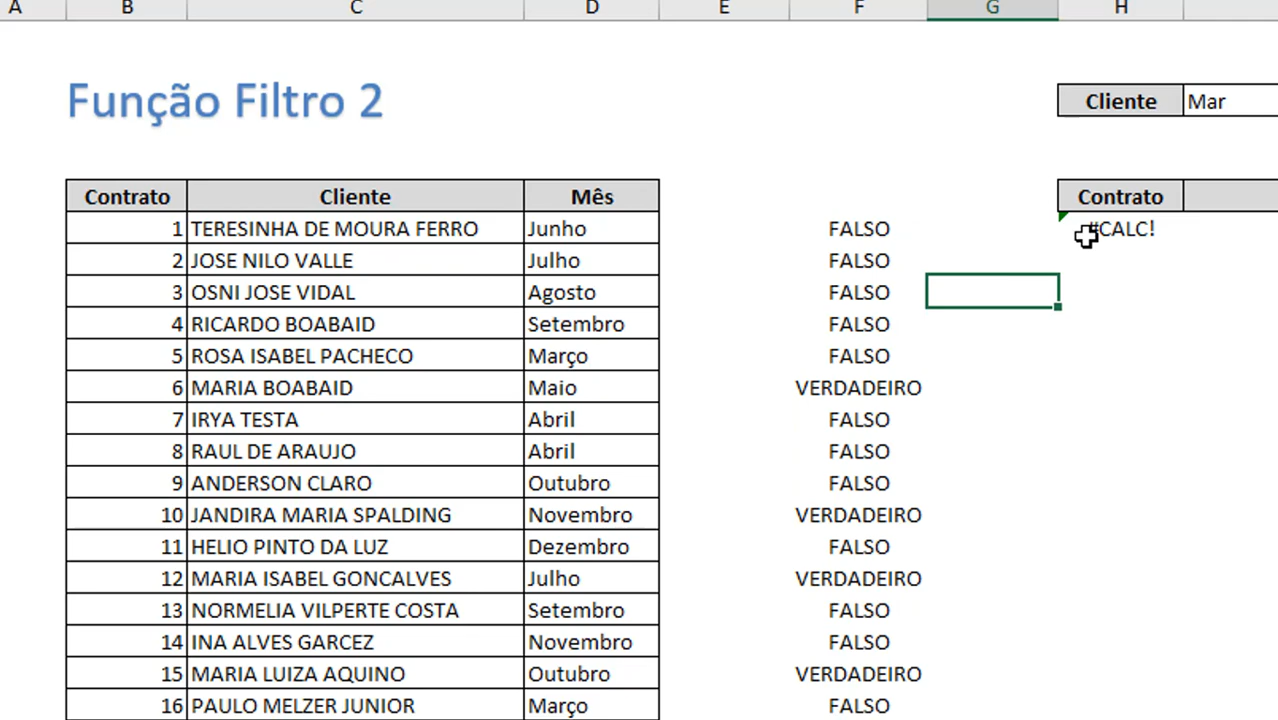 A B C D E F G H
Função Filtro 2
Cliente Mar
Contrato Cliente Mês Contrato
1 TERESINHA DE MOURA FERRO Junho FALSO #CALC!
2 JOSE NILO VALLE Julho FALSO
3 OSNI JOSE VIDAL Agosto FALSO
4 RICARDO BOABAID Setembro FALSO
5 ROSA ISABEL PACHECO Março FALSO
6 MARIA BOABAID Maio VERDADEIRO
7 IRYA TESTA Abril FALSO
8 RAUL DE ARAUJO Abril FALSO
9 ANDERSON CLARO Outubro FALSO
10 JANDIRA MARIA SPALDING Novembro VERDADEIRO
11 HELIO PINTO DA LUZ Dezembro FALSO
12 MARIA ISABEL GONCALVES Julho VERDADEIRO
13 NORMELIA VILPERTE COSTA Setembro FALSO
14 INA ALVES GARCEZ Novembro FALSO
15 MARIA LUIZA AQUINO Outubro VERDADEIRO
16 PAULO MELZER JUNIOR Março FALSO